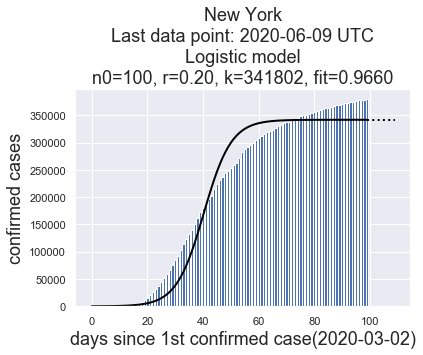 New York
Last data point: 2020-06-09 UTC
Logistic model
n0=100, r=0.20, k=341802, fit=0.9660
confirmed cases
350000
300000
250000
200000
150000
100000
50000
0
0 20 40 60 80 100
days since 1st confirmed case(2020-03-02)